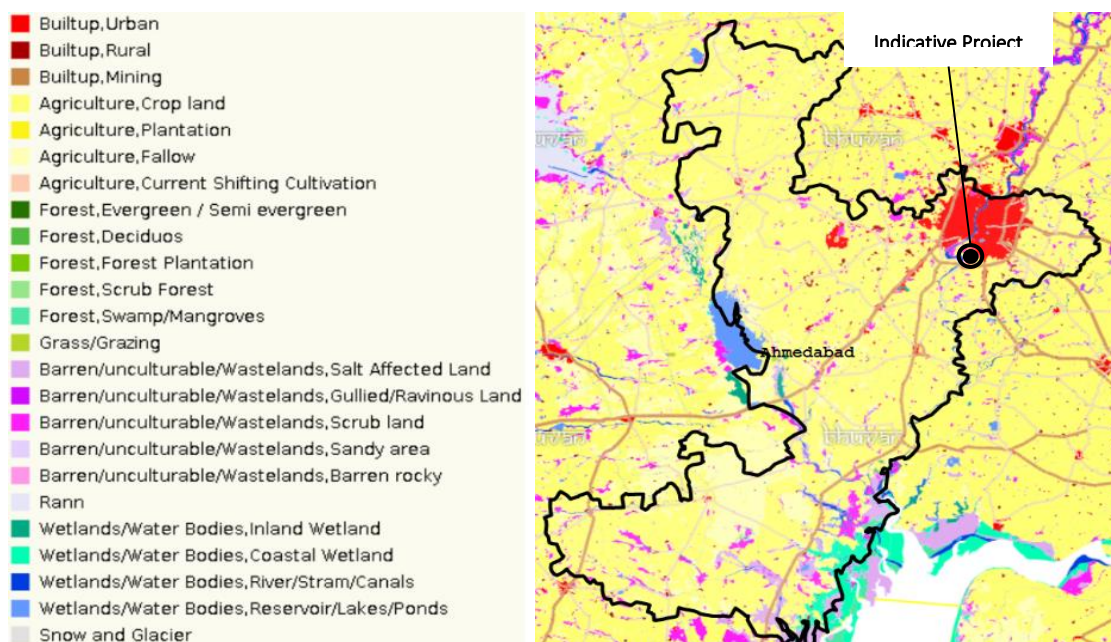 Builtup,Urban
Builtup,Rural
Builtup,Mining
Agriculture,Crop land
Agriculture,Plantation
Agriculture,Fallow
Agriculture,Current Shifting Cultivation
Forest,Evergreen / Semi evergreen
Forest,Deciduos
Forest,Forest Plantation
Forest,Scrub Forest
Forest,Swamp/Mangroves
Grass/Grazing
Barren/unculturable/Wastelands,Salt Affected Land
Barren/unculturable/Wastelands,Gullied/Ravinous Land
Barren/unculturable/Wastelands,Scrub land
Barren/unculturable/Wastelands,Sandy area
Barren/unculturable/Wastelands,Barren rocky
Rann
Wetlands/Water Bodies,Inland Wetland
Wetlands/Water Bodies,Coastal Wetland
Wetlands/Water Bodies,River/Stram/Canals
Wetlands/Water Bodies,Reservoir/Lakes/Ponds
Snow and Glacier
Indicative Project
bhuvan
bhuvan
Ahmedabad
bhuvan